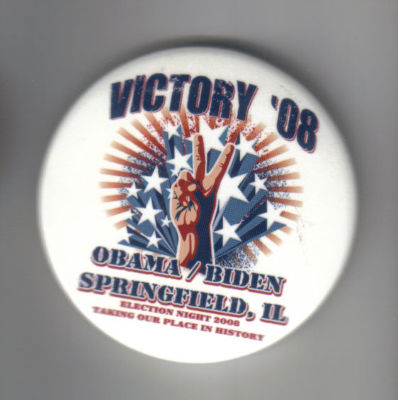 VICTORY '08
OBAMA / BIDEN
SPRINGFIELD, IL
ELECTION NIGHT 2008
TAKING OUR PLACE IN HISTORY